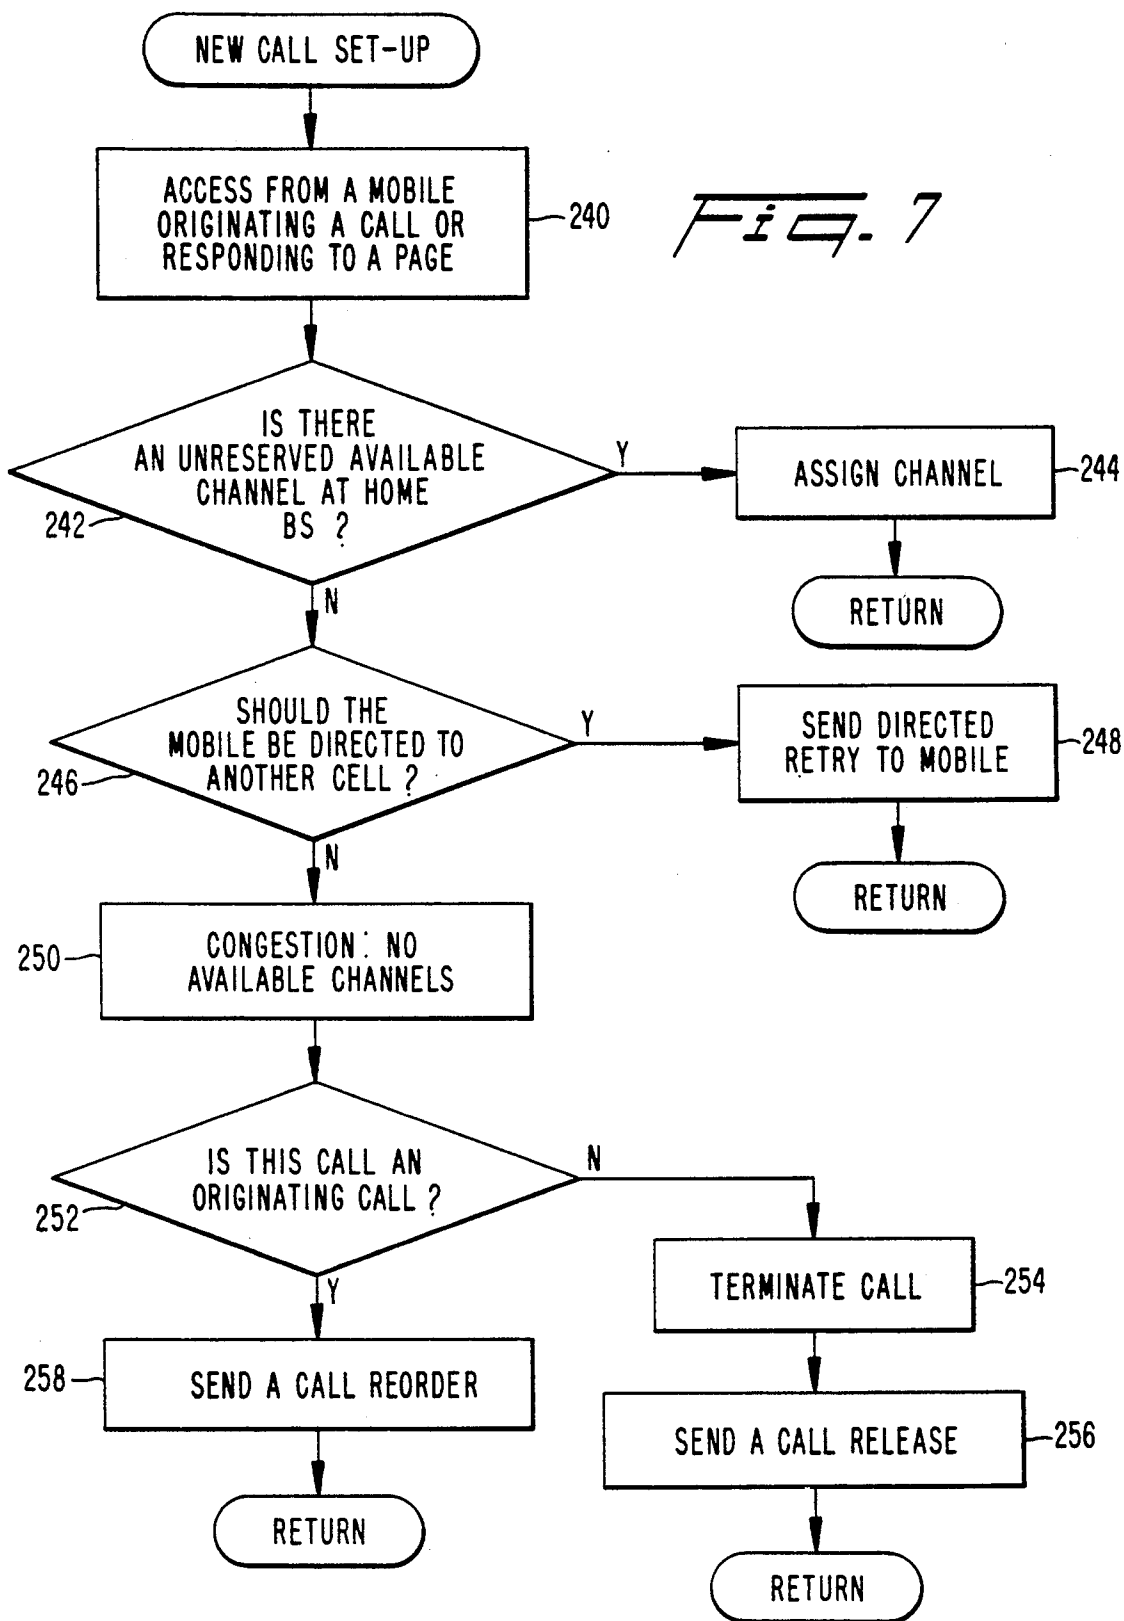 NEW CALL SET-UP
ACCESS FROM A MOBILE
ORIGINATING A CALL OR
RESPONDING TO A PAGE
240
Fig. 7
IS THERE
AN UNRESERVED AVAILABLE
CHANNEL AT HOME
BS ?
242
Y
ASSIGN CHANNEL
244
RETURN
N
SHOULD THE
MOBILE BE DIRECTED TO
ANOTHER CELL ?
246
Y
SEND DIRECTED
RETRY TO MOBILE
248
RETURN
N
250
CONGESTION: NO
AVAILABLE CHANNELS
IS THIS CALL AN
ORIGINATING CALL ?
252
N
TERMINATE CALL
254
Y
258
SEND A CALL REORDER
SEND A CALL RELEASE
256
RETURN
RETURN